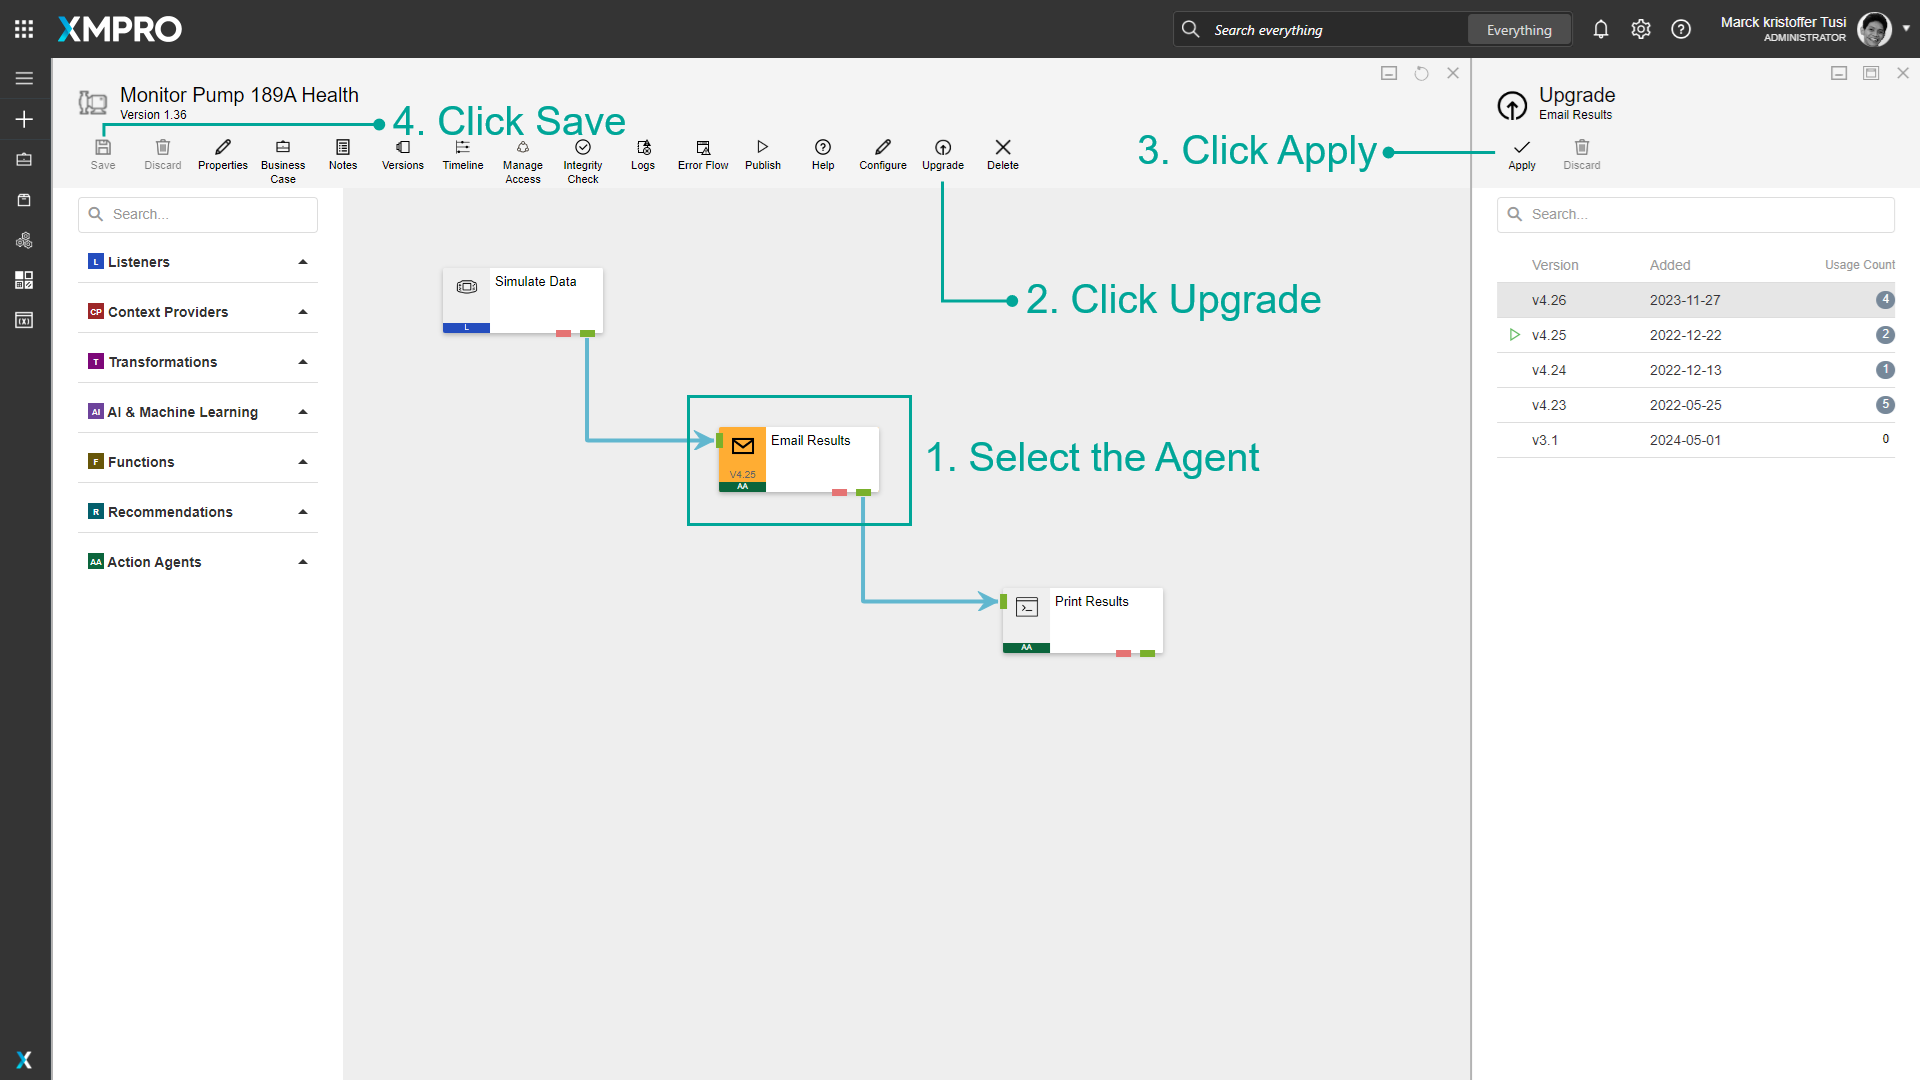 XMPRO
Search everything
Everything
Marck kristoffer Tusi
ADMINISTRATOR
Monitor Pump 189A Health
Version 1.36
4. Click Save
Save
Discard
Properties
Business
Case
Notes
Versions
Timeline
Manage
Access
Integrity
Check
Logs
Error Flow
Publish
Help
Configure
Upgrade
Delete
3. Click Apply
Upgrade
Email Results
Apply
Discard
Search...
L Listeners
CP Context Providers
T Transformations
AI AI & Machine Learning
F Functions
R Recommendations
AA Action Agents
Simulate Data
L
2. Click Upgrade
Email Results
V4.25
AA
1. Select the Agent
Print Results
AA
Search...
Version Added Usage Count
v4.26 2023-11-27 4
v4.25 2022-12-22 2
v4.24 2022-12-13 1
v4.23 2022-05-25 5
v3.1 2024-05-01 0
X